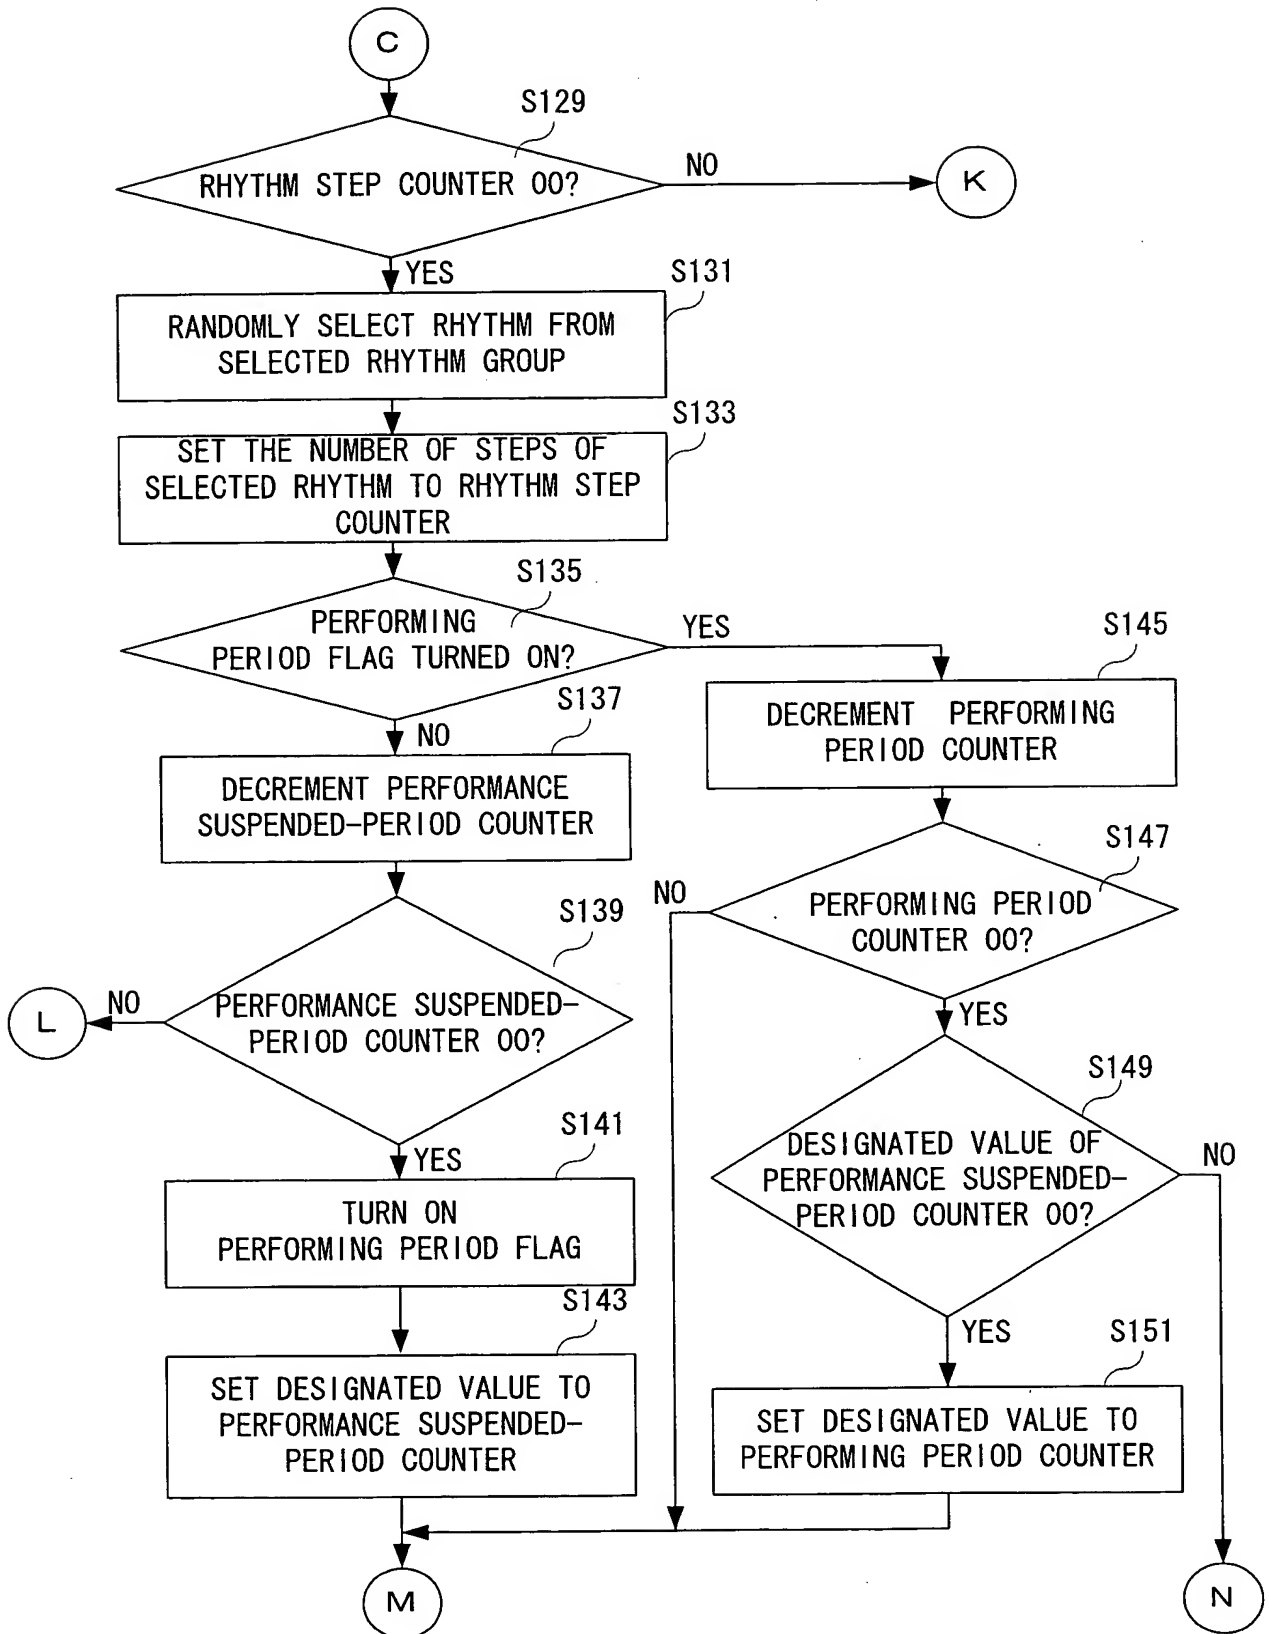 C
S129
RHYTHM STEP COUNTER 00?
NO
K
YES
S131
RANDOMLY SELECT RHYTHM FROM
SELECTED RHYTHM GROUP
S133
SET THE NUMBER OF STEPS OF
SELECTED RHYTHM TO RHYTHM STEP
COUNTER
S135
PERFORMING
PERIOD FLAG TURNED ON?
YES
NO
S137
DECREMENT PERFORMANCE
SUSPENDED-PERIOD COUNTER
S139
PERFORMANCE SUSPENDED-
PERIOD COUNTER 00?
NO
L
YES
S141
TURN ON
PERFORMING PERIOD FLAG
S143
SET DESIGNATED VALUE TO
PERFORMANCE SUSPENDED-
PERIOD COUNTER
S145
DECREMENT PERFORMING
PERIOD COUNTER
S147
NO
PERFORMING PERIOD
COUNTER 00?
YES
S149
DESIGNATED VALUE OF
PERFORMANCE SUSPENDED-
PERIOD COUNTER 00?
NO
YES
S151
SET DESIGNATED VALUE TO
PERFORMING PERIOD COUNTER
M
N